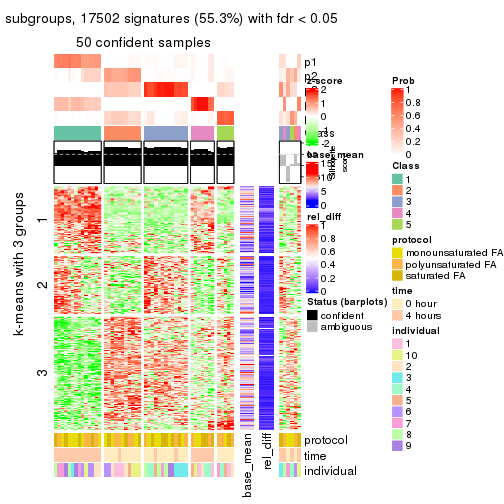 subgroups, 17502 signatures (55.3%) with fdr < 0.05
50 confident samples
p1
p2
k-means with 3 groups
1
2
3
z-score
2
1
0
-1
-2
base_mean
15
10
5
0
rel_diff
1
0.8
0.6
0.4
0.2
0
Status (barplots)
confident
ambiguous
Prob
1
0.8
0.6
0.4
0.2
0
Class
1
2
3
4
5
protocol
monounsaturated FA
polyunsaturated FA
saturated FA
time
0 hour
4 hours
individual
1
10
2
3
4
5
6
7
8
9
protocol
time
individual
base_mean
rel_diff